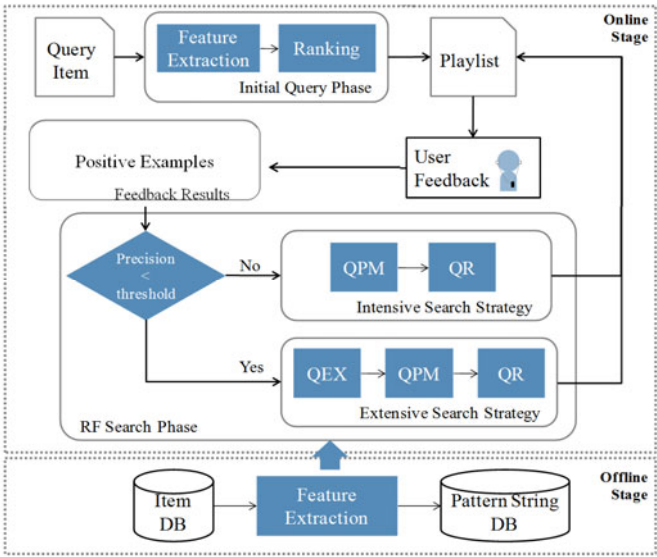 Online
Stage
Query
Item
Feature
Extraction
Ranking
Initial Query Phase
Playlist
Positive Examples
Feedback Results
User
Feedback
Precision
<
threshold
No
QPM
QR
Intensive Search Strategy
Yes
QEX
QPM
QR
Extensive Search Strategy
RF Search Phase
Offline
Stage
Item
DB
Feature
Extraction
Pattern String
DB